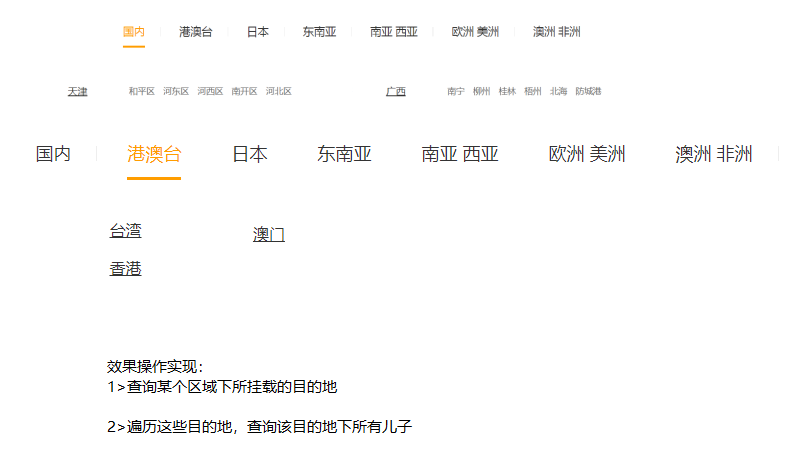 国内 港澳台 日本 东南亚 南亚 西亚 欧洲 美洲 澳洲 非洲
天津 和平区 河东区 河西区 南开区 河北区 广西 南宁 柳州 桂林 梧州 北海 防城港
国内 港澳台 日本 东南亚 南亚 西亚 欧洲 美洲 澳洲 非洲
台湾 澳门
香港
效果操作实现：
1>查询某个区域下所挂载的目的地
2>遍历这些目的地，查询该目的地下所有儿子